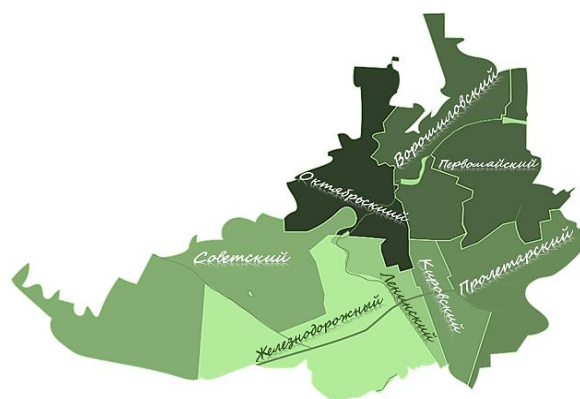 Ворошиловский
Первомайский
Октябрьский
Советский
Пролетарский
Кировский
Ленинский
Железнодорожный